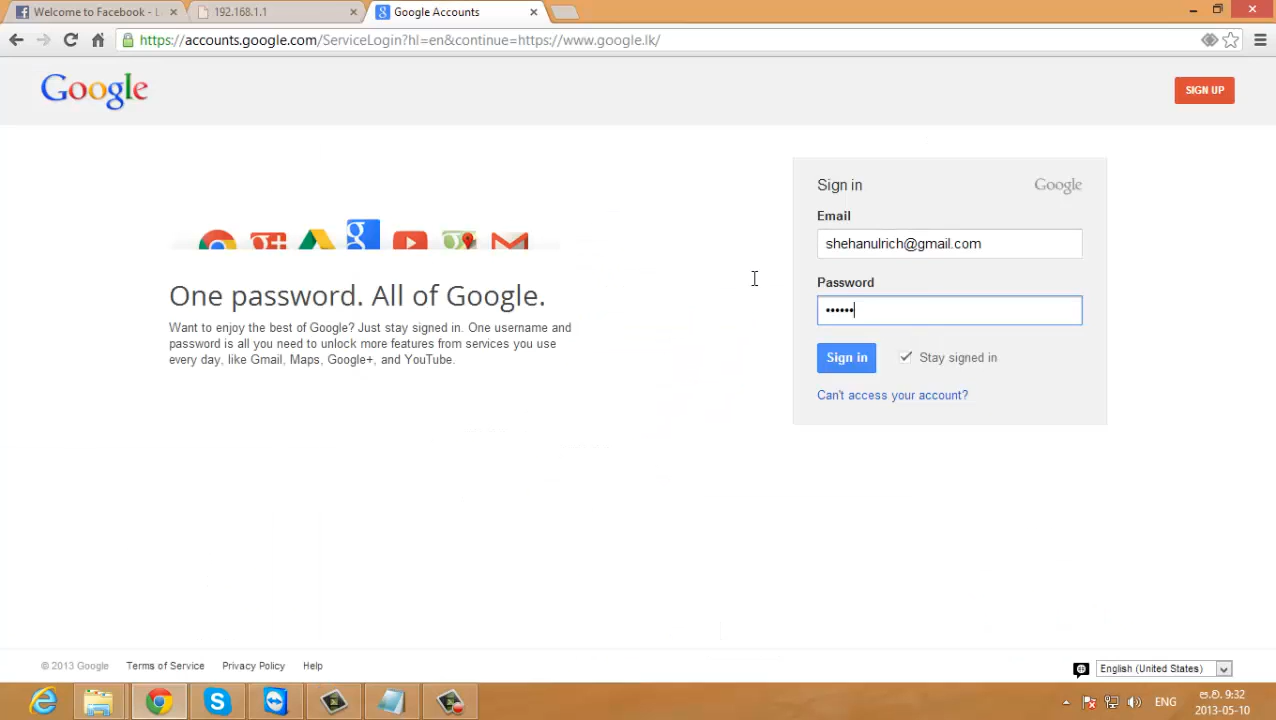 Welcome to Facebook - L
192.168.1.1
Google Accounts
https://accounts.google.com/ServiceLogin?hl=en&continue=https://www.google.lk/
Google
SIGN UP
Sign in
Google
Email
shehanulrich@gmail.com
Password
••••••
Sign in
Stay signed in
Can't access your account?
One password. All of Google.
Want to enjoy the best of Google? Just stay signed in. One username and
password is all you need to unlock more features from services you use
every day, like Gmail, Maps, Google+, and YouTube.
© 2013 Google
Terms of Service
Privacy Policy
Help
English (United States)
ENG
පෙ.ව. 9:32
2013-05-10